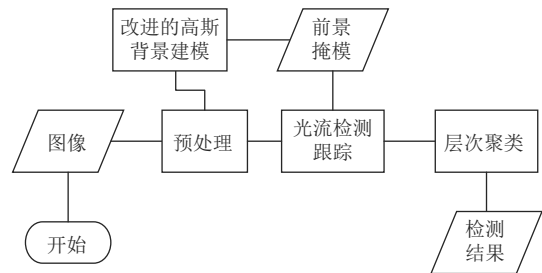 改进的高斯
背景建模
前景
掩模
图像
预处理
光流检测
跟踪
层次聚类
开始
检测
结果